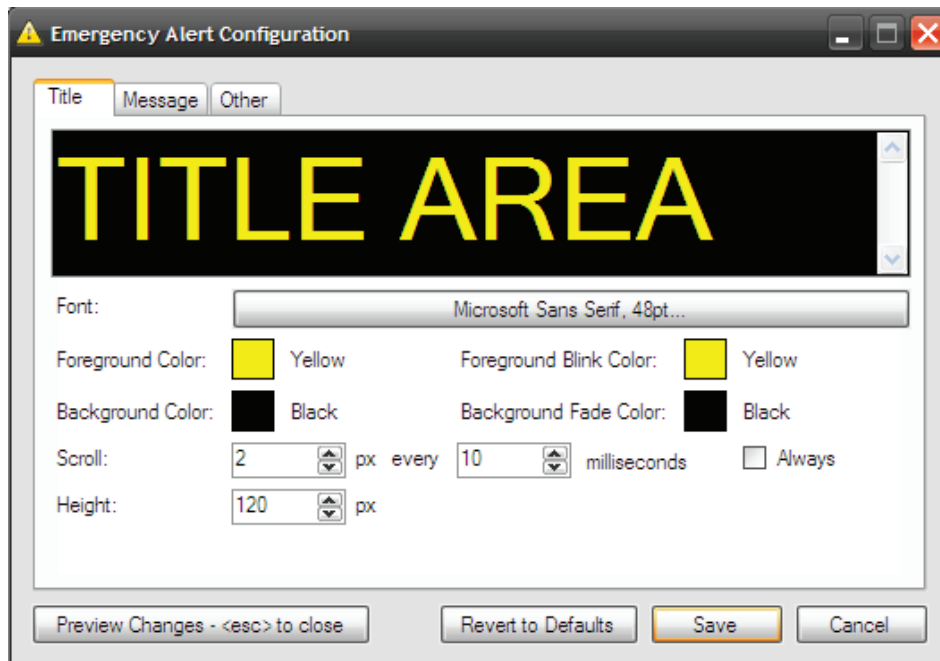 Emergency Alert Configuration
Title Message Other
TITLE AREA
Font: Microsoft Sans Serif, 48pt...
Foreground Color: Yellow Foreground Blink Color: Yellow
Background Color: Black Background Fade Color: Black
Scroll: 2 px every 10 milliseconds Always
Height: 120 px
Preview Changes - <esc> to close Revert to Defaults Save Cancel